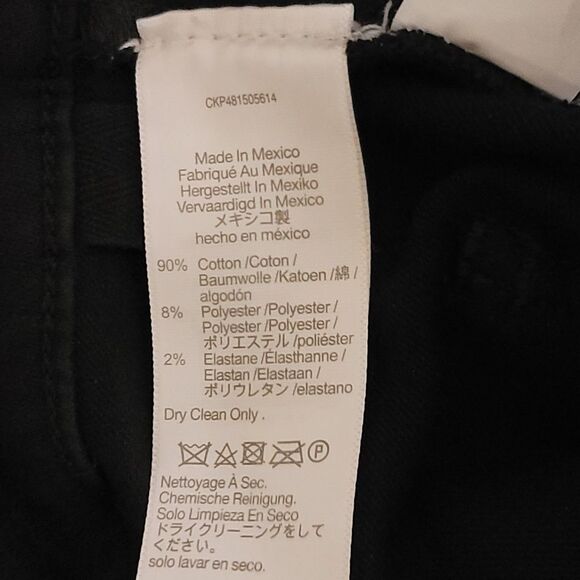 CKP481505614
Made In Mexico
Fabriqué Au Mexique
Hergestellt In Mexiko
Vervaardigd In Mexico
メキシコ製
hecho en méxico
90% Cotton /Coton /
Baumwolle /Katoen /綿 /
algodón
8% Polyester /Polyester /
Polyester /Polyester /
ポリエステル /poliéster
2% Elastane /Élasthanne /
Elastan /Elastaan /
ポリウレタン /elastano
Dry Clean Only .
P
Nettoyage À Sec.
Chemische Reinigung.
Solo Limpieza En Seco
ドライクリーニングをして
ください。
solo lavar en seco.